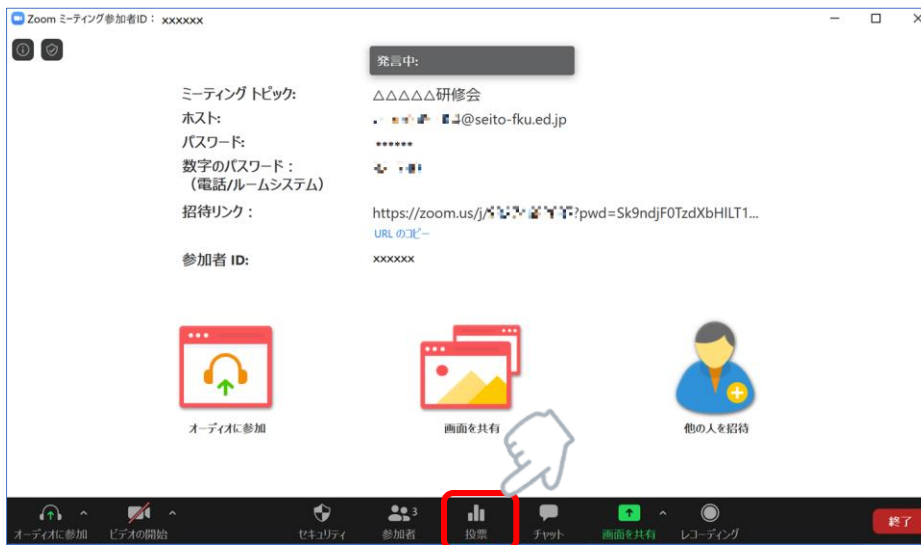 Zoom ミーティング参加者ID： xxxxxx
発言中:
ミーティング トピック:
△△△△△研修会
ホスト:
@seito-fku.ed.jp
パスワード:
******
数字のパスワード：
（電話/ルームシステム）
招待リンク：
https://zoom.us/j/ ?pwd=Sk9ndjF0TzdXbHlLT1...
URL のコピー
参加者 ID:
xxxxxx
オーディオに参加
画面を共有
他の人を招待
オーディオに参加
ビデオの開始
セキュリティ
3
参加者
投票
チャット
画面を共有
レコーディング
終了